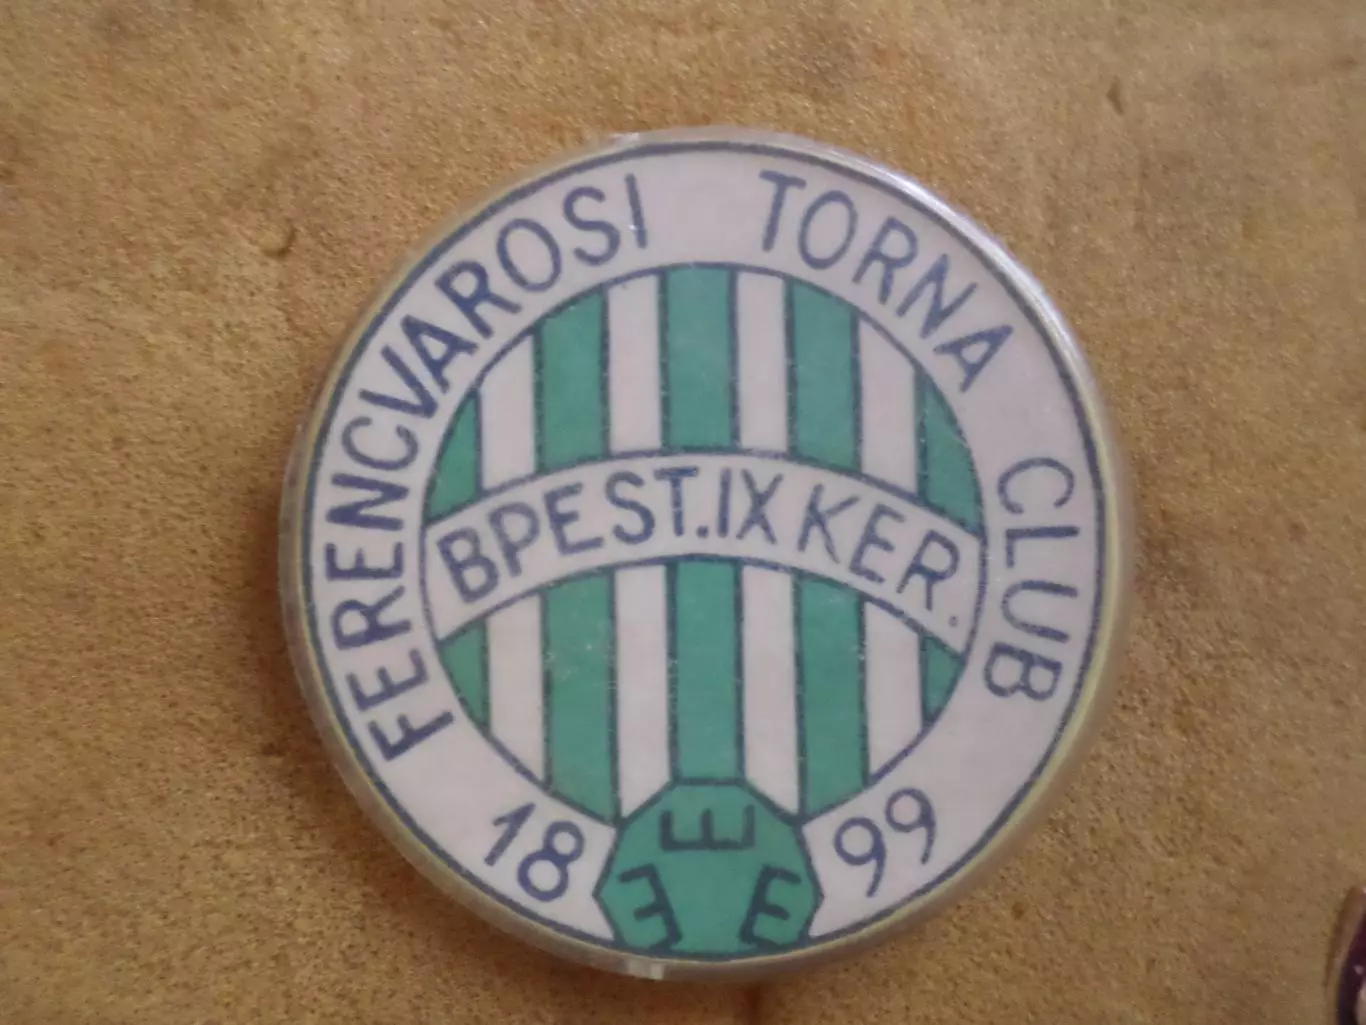 FERENCVAROSI TORNA CLUB
BPEST.IX KER.
18 99
E E E